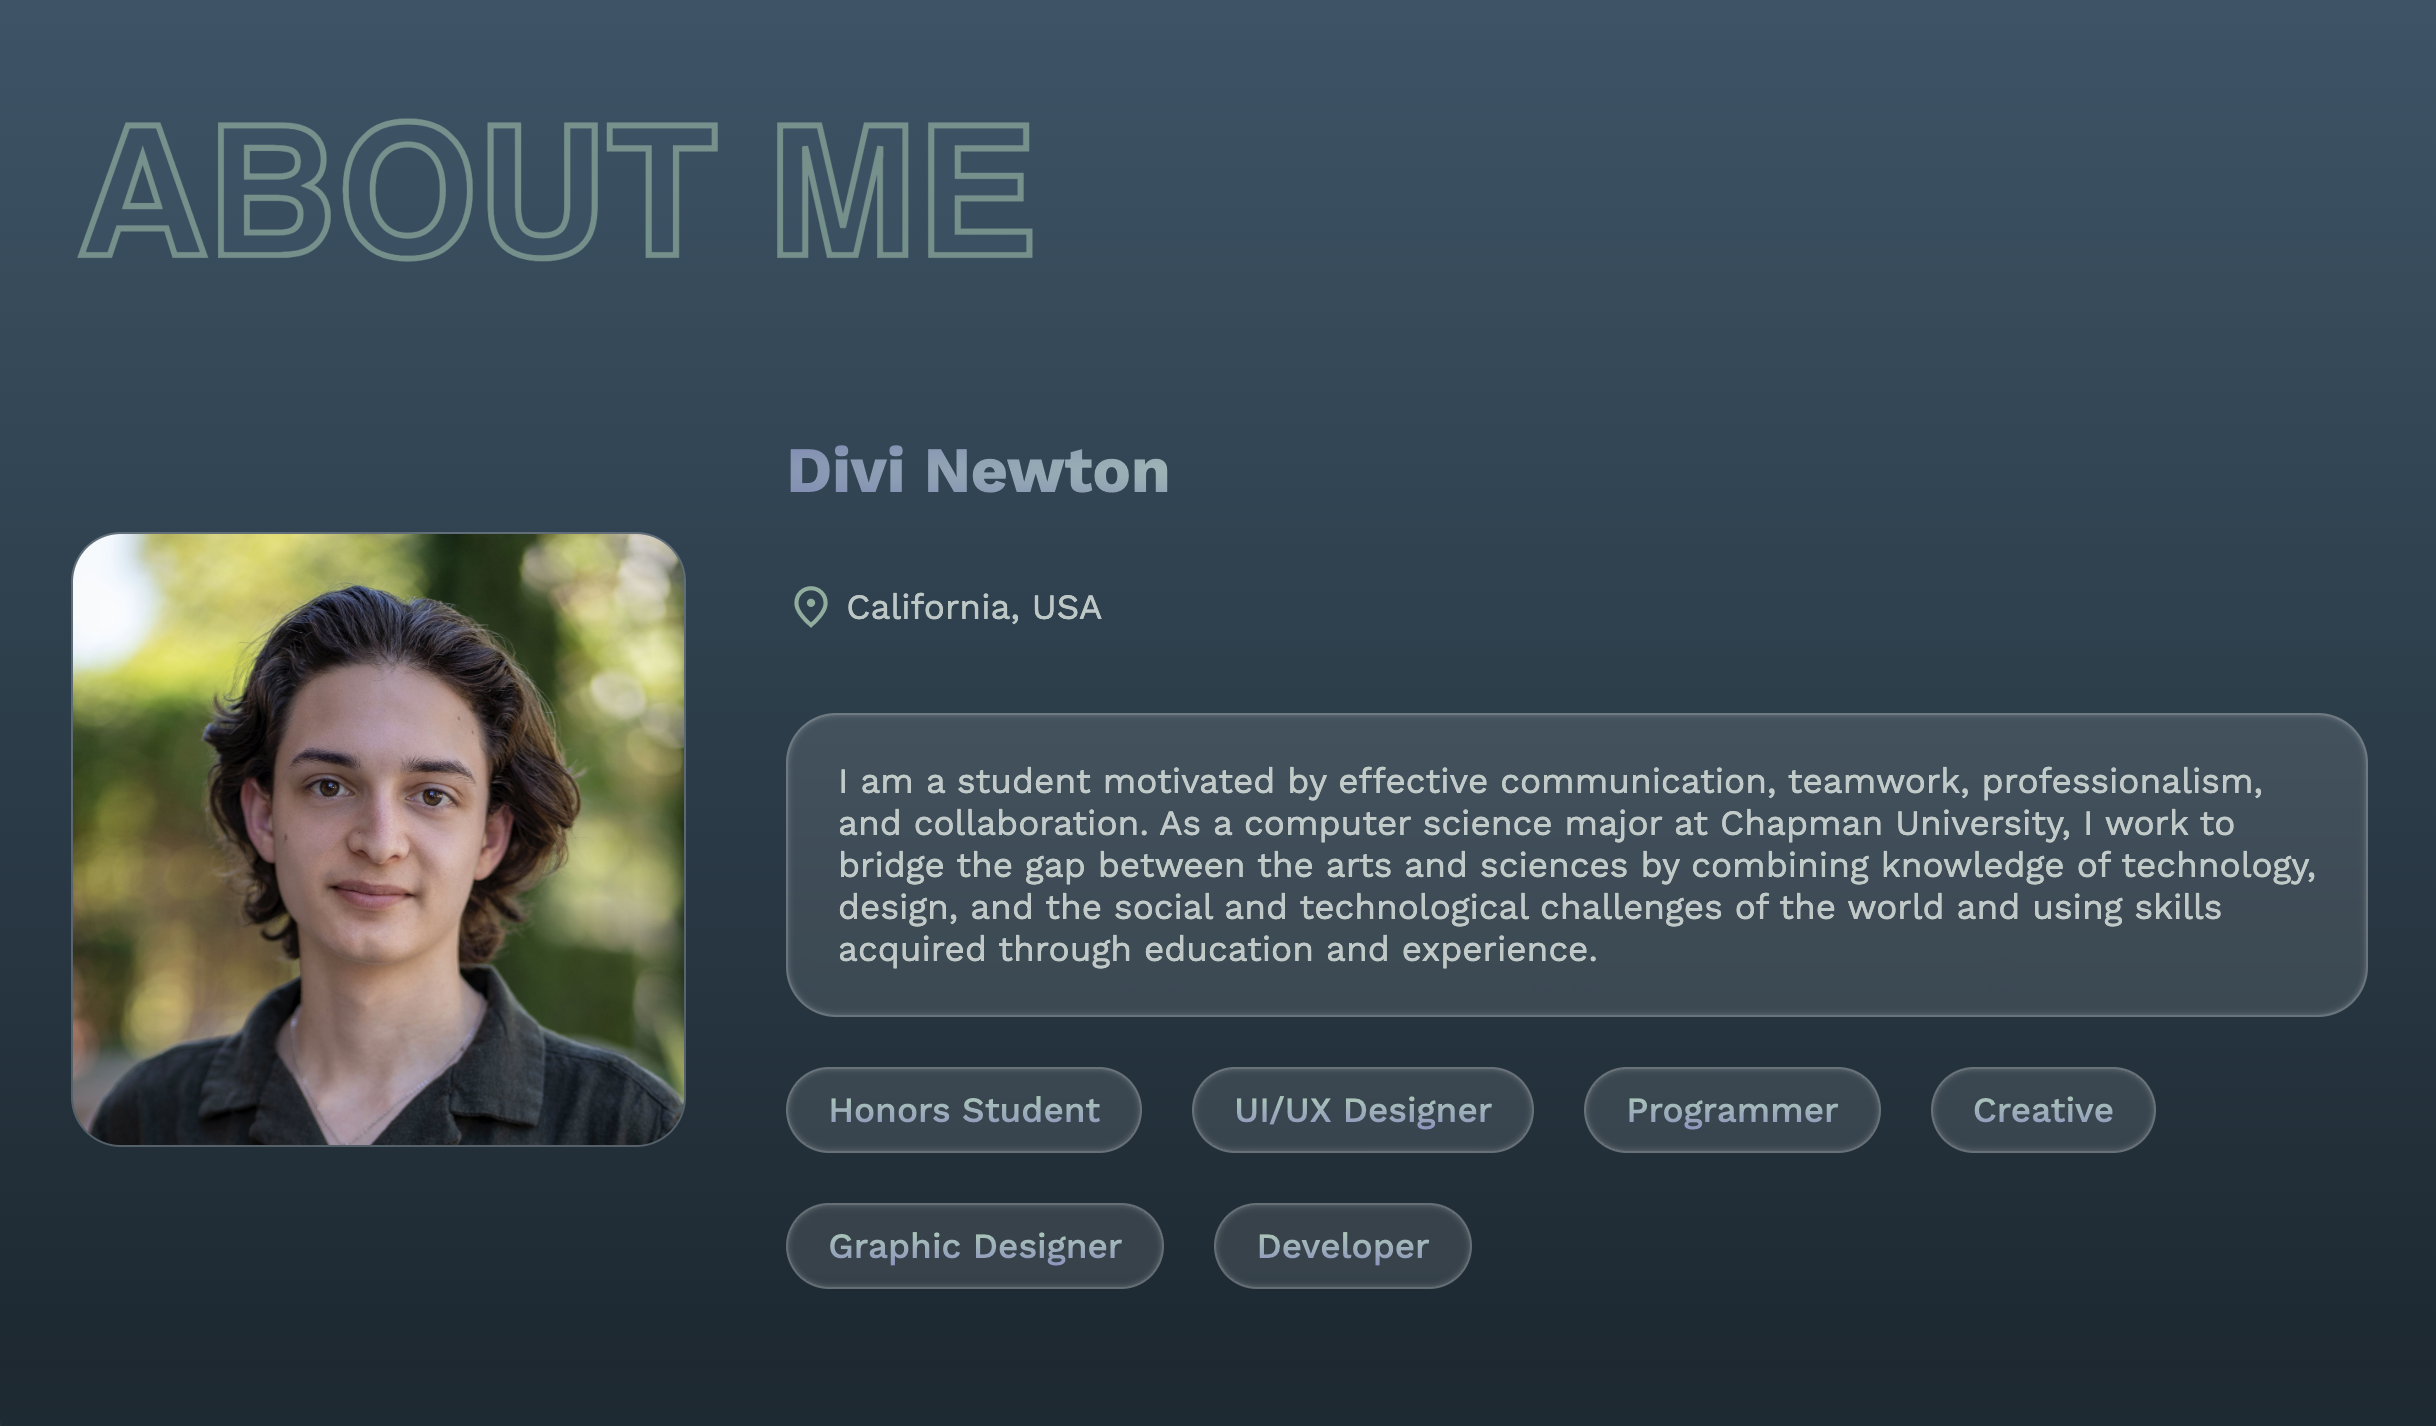 ABOUT ME
Divi Newton
California, USA
I am a student motivated by effective communication, teamwork, professionalism,
and collaboration. As a computer science major at Chapman University, I work to
bridge the gap between the arts and sciences by combining knowledge of technology,
design, and the social and technological challenges of the world and using skills
acquired through education and experience.
Honors Student UI/UX Designer Programmer Creative
Graphic Designer Developer